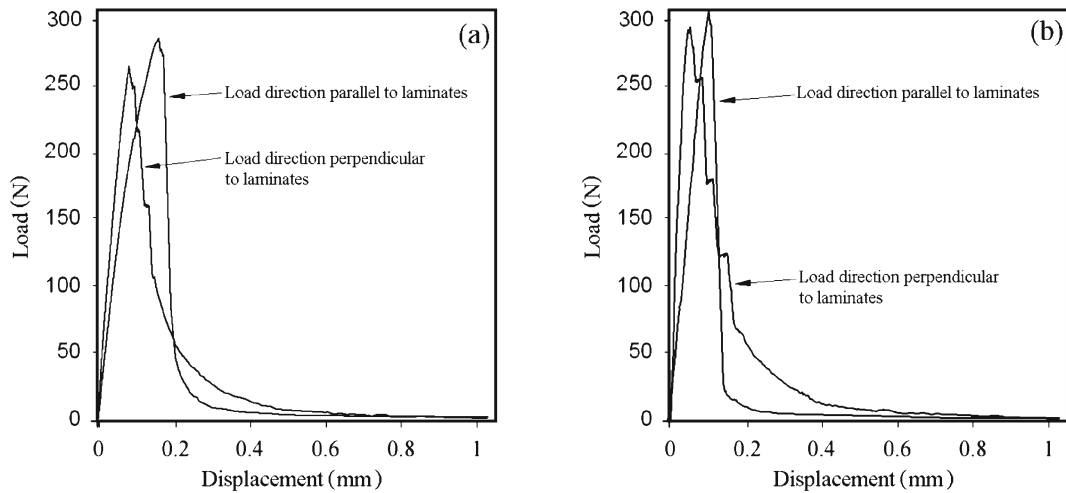 (a)
300
250
200
150
100
50
0
Load (N)
Load direction parallel to laminates
Load direction perpendicular
to laminates
0
0.2
0.4
0.6
0.8
1
Displacement (mm)
(b)
300
250
200
150
100
50
0
Load (N)
Load direction parallel to laminates
Load direction perpendicular
to laminates
0
0.2
0.4
0.6
0.8
1
Displacement (mm)